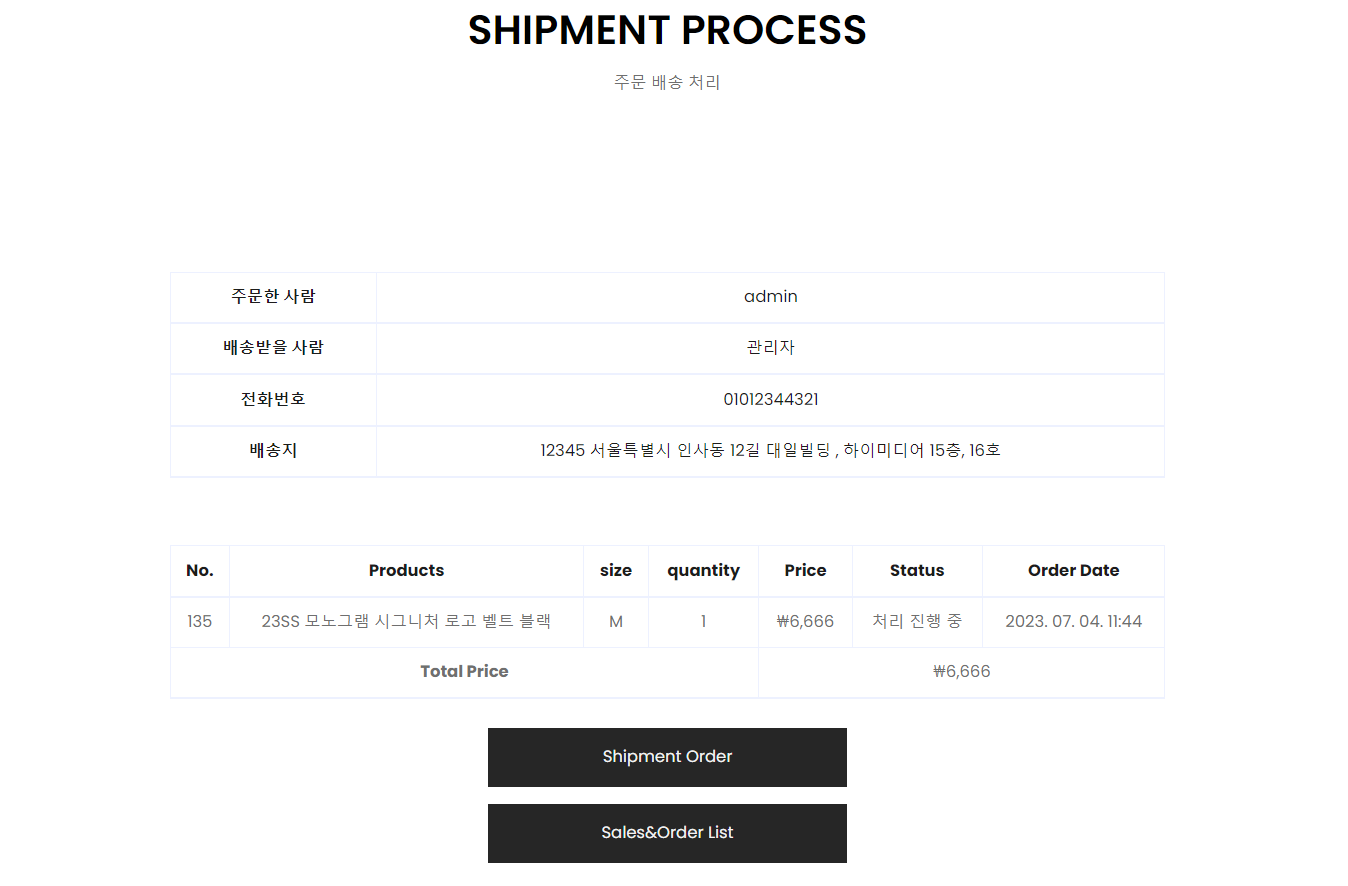 SHIPMENT PROCESS
주문 배송 처리
주문한 사람 admin
배송받을 사람 관리자
전화번호 01012344321
배송지 12345 서울특별시 인사동 12길 대일빌딩 , 하이미디어 15층, 16호
No. Products size quantity Price Status Order Date
135 23SS 모노그램 시그니처 로고 벨트 블랙 M 1 ₩6,666 처리 진행 중 2023. 07. 04. 11:44
Total Price ₩6,666
Shipment Order
Sales&Order List